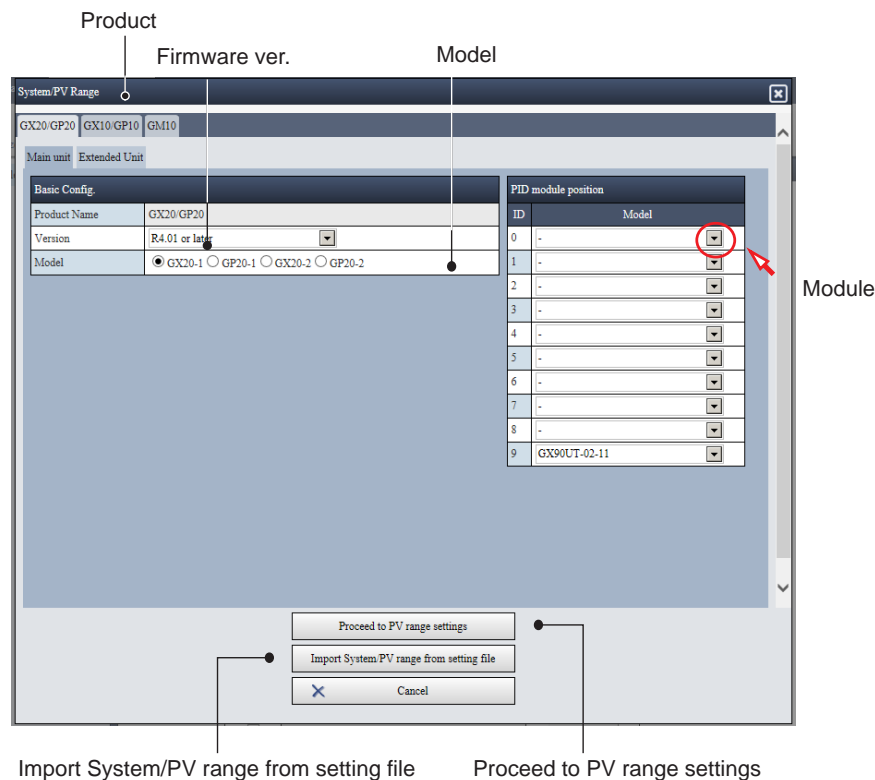 Product
Firmware ver.
Model
System/PV Range
GX20/GP20 GX10/GP10 GM10
Main unit Extended Unit
Basic Config.
Product Name GX20/GP20
Version R4.01 or later
Model GX20-1 GP20-1 GX20-2 GP20-2
PID module position
ID Model
0 -
1 -
2 -
3 -
4 -
5 -
6 -
7 -
8 -
9 GX90UT-02-11
Module
Proceed to PV range settings
Import System/PV range from setting file
Cancel
Import System/PV range from setting file
Proceed to PV range settings